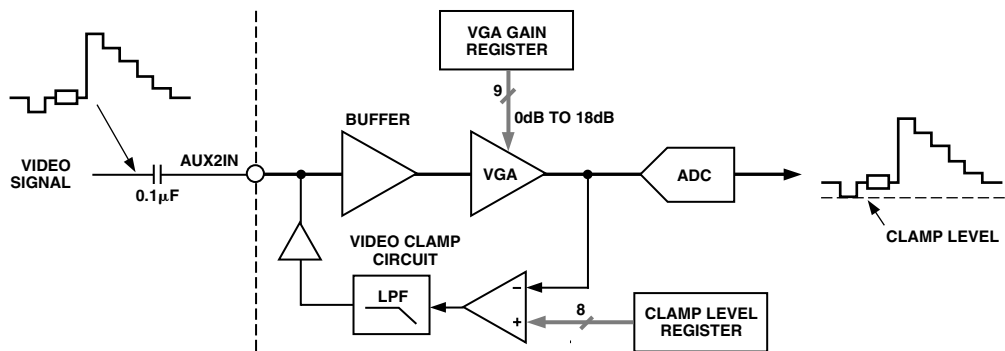 VGA GAIN
REGISTER
9
0dB TO 18dB
BUFFER
VIDEO
SIGNAL
0.1μF
AUX2IN
VGA
ADC
CLAMP LEVEL
VIDEO CLAMP
CIRCUIT
LPF
–
+
8
CLAMP LEVEL
REGISTER